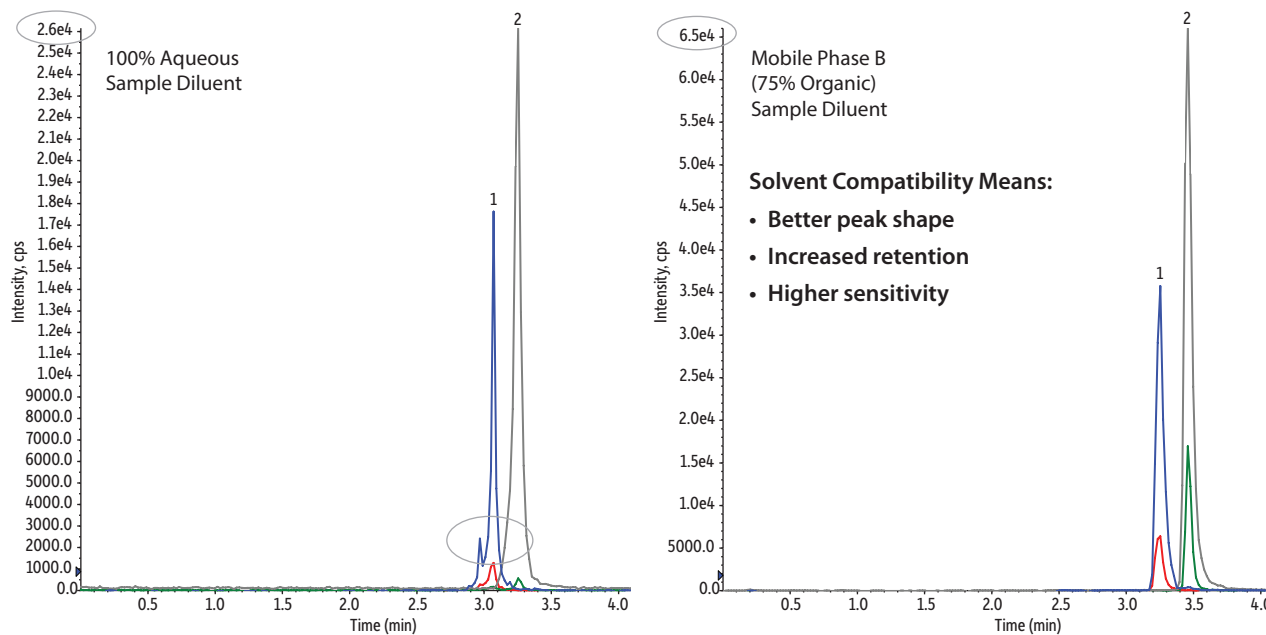 2.6e4
2.5e4
2.4e4
2.3e4
2.2e4
2.1e4
2.0e4
1.9e4
1.8e4
1.7e4
1.6e4
1.5e4
1.4e4
1.3e4
1.2e4
1.1e4
1.0e4
9000.0
8000.0
7000.0
6000.0
5000.0
4000.0
3000.0
2000.0
1000.0
0.0
Intensity, cps
100% Aqueous
Sample Diluent
1
2
0.5 1.0 1.5 2.0 2.5 3.0 3.5 4.0
Time (min)
6.5e4
6.0e4
5.5e4
5.0e4
4.5e4
4.0e4
3.5e4
3.0e4
2.5e4
2.0e4
1.5e4
1.0e4
5000.0
0.0
Intensity, cps
Mobile Phase B
(75% Organic)
Sample Diluent
Solvent Compatibility Means:
• Better peak shape
• Increased retention
• Higher sensitivity
1
2
0.5 1.0 1.5 2.0 2.5 3.0 3.5 4.0
Time (min)